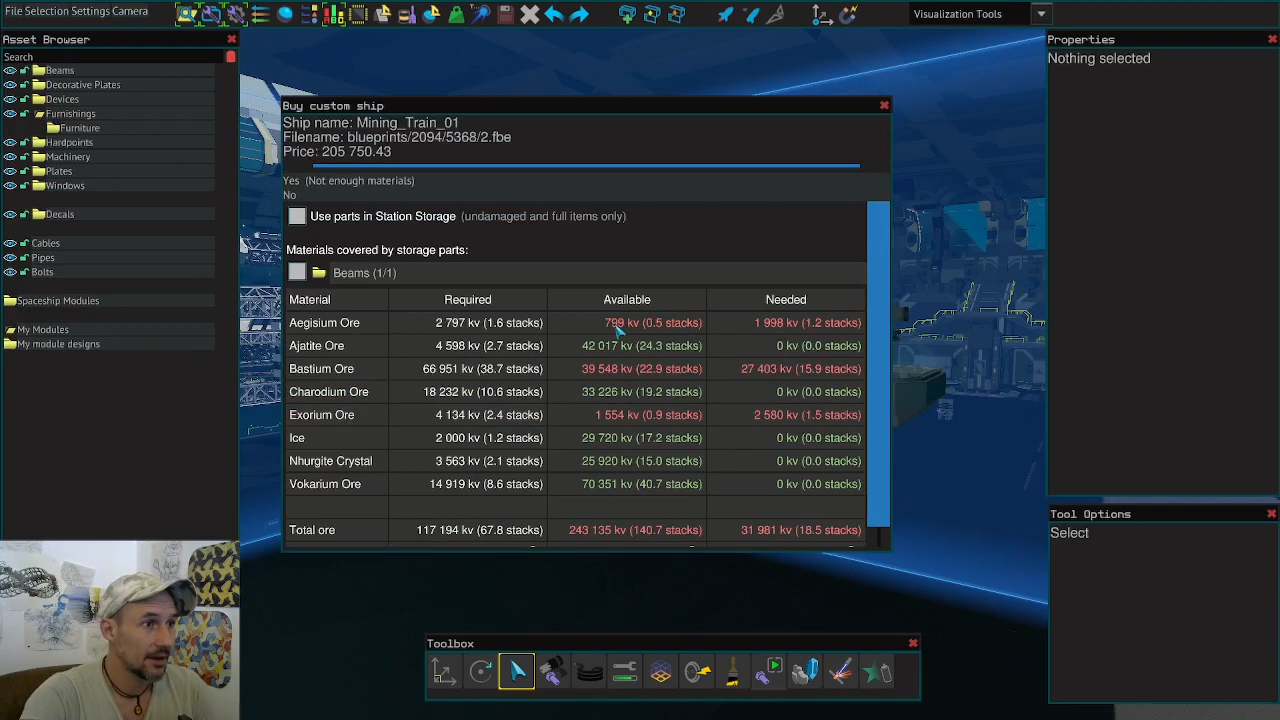 File Selection Settings Camera
Visualization Tools
Asset Browser
Search
Beams
Decorative Plates
Devices
Furnishings
Furniture
Hardpoints
Machinery
Plates
Windows
Decals
Cables
Pipes
Bolts
Spaceship Modules
My Modules
My module designs
Buy custom ship
Ship name: Mining_Train_01
Filename: blueprints/2094/5368/2.fbe
Price: 205 750.43
Yes (Not enough materials)
No
Use parts in Station Storage (undamaged and full items only)
Materials covered by storage parts:
Beams (1/1)
Material Required Available Needed
Aegisium Ore 2 797 kv (1.6 stacks) 799 kv (0.5 stacks) 1 998 kv (1.2 stacks)
Ajatite Ore 4 598 kv (2.7 stacks) 42 017 kv (24.3 stacks) 0 kv (0.0 stacks)
Bastium Ore 66 951 kv (38.7 stacks) 39 548 kv (22.9 stacks) 27 403 kv (15.9 stacks)
Charodium Ore 18 232 kv (10.6 stacks) 33 226 kv (19.2 stacks) 0 kv (0.0 stacks)
Exorium Ore 4 134 kv (2.4 stacks) 1 554 kv (0.9 stacks) 2 580 kv (1.5 stacks)
Ice 2 000 kv (1.2 stacks) 29 720 kv (17.2 stacks) 0 kv (0.0 stacks)
Nhurgite Crystal 3 563 kv (2.1 stacks) 25 920 kv (15.0 stacks) 0 kv (0.0 stacks)
Vokarium Ore 14 919 kv (8.6 stacks) 70 351 kv (40.7 stacks) 0 kv (0.0 stacks)
Total ore 117 194 kv (67.8 stacks) 243 135 kv (140.7 stacks) 31 981 kv (18.5 stacks)
Properties
Nothing selected
Tool Options
Select
Toolbox